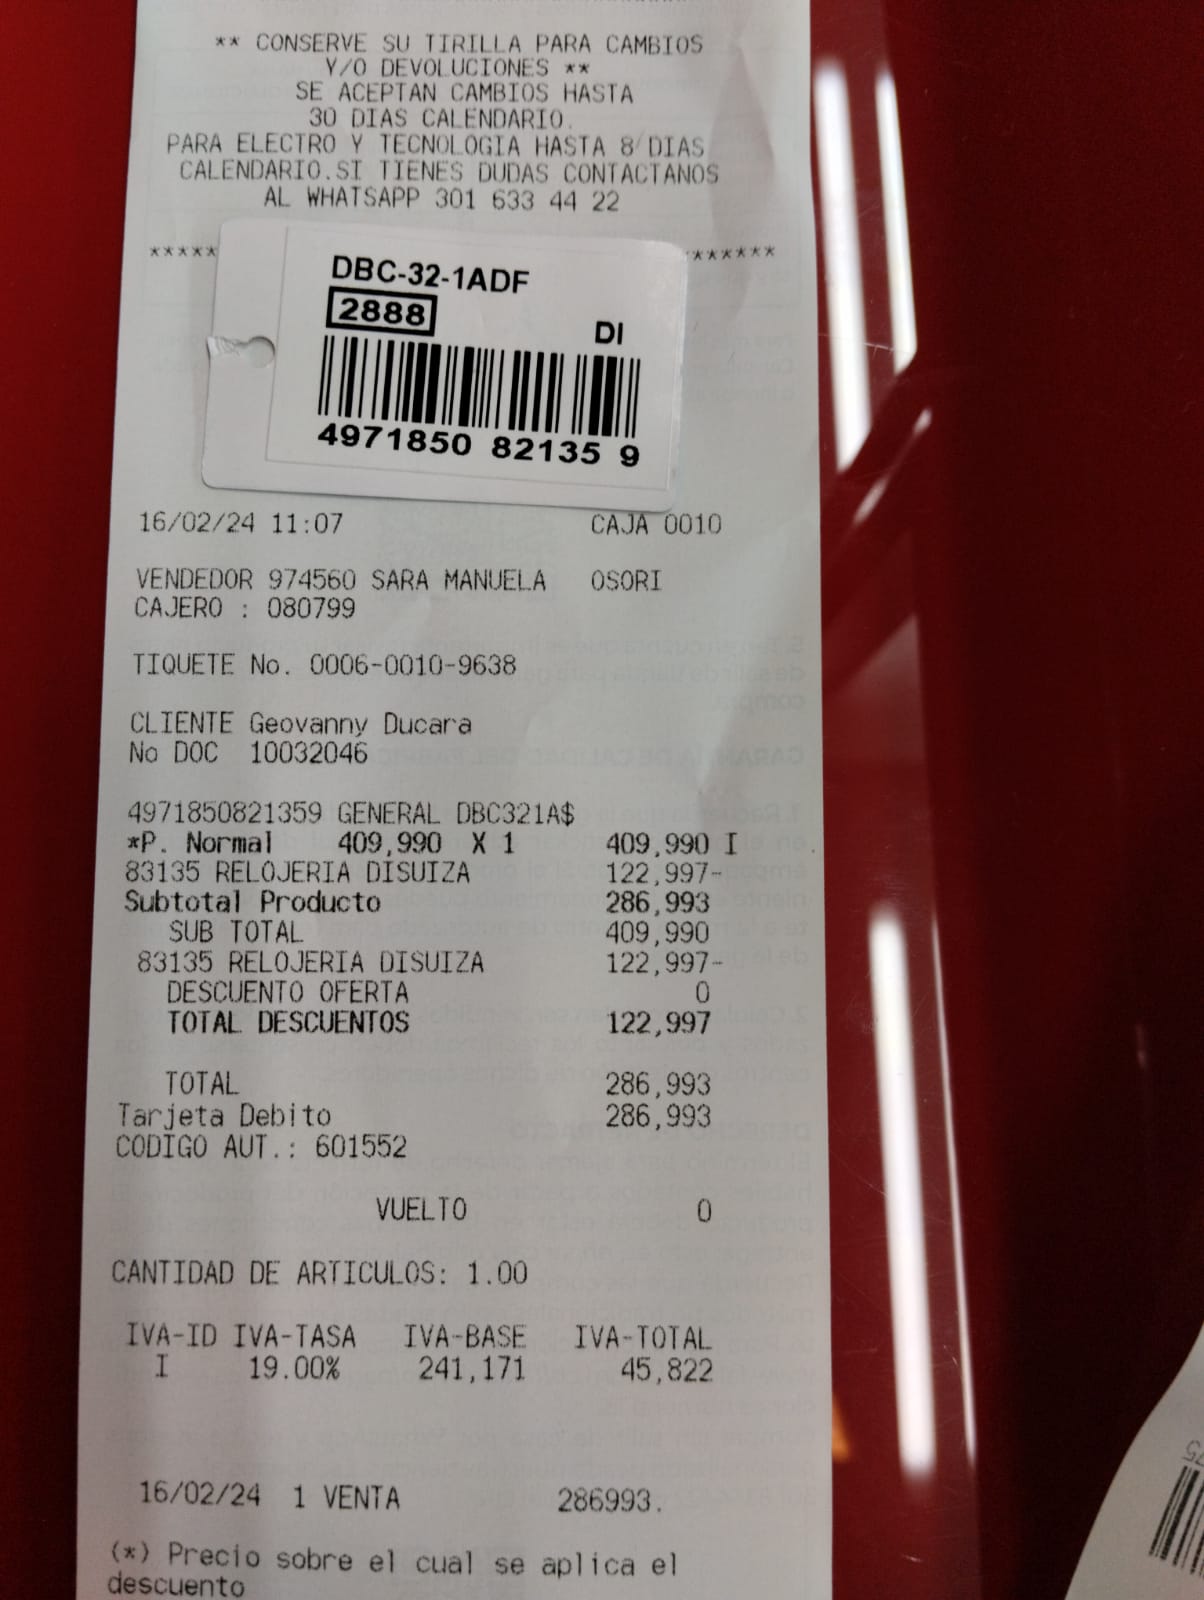 ** CONSERVE SU TIRILLA PARA CAMBIOS
Y/O DEVOLUCIONES **
SE ACEPTAN CAMBIOS HASTA
30 DIAS CALENDARIO.
PARA ELECTRO Y TECNOLOGIA HASTA 8 DIAS
CALENDARIO.SI TIENES DUDAS CONTACTANOS
AL WHATSAPP 301 633 44 22
***** *******
DBC-32-1ADF
2888
DI
4971850 82135 9
16/02/24 11:07 CAJA 0010
VENDEDOR 974560 SARA MANUELA OSORI
CAJERO : 080799
TIQUETE No. 0006-0010-9638
CLIENTE Geovanny Ducara
No DOC 10032046
4971850821359 GENERAL DBC321A$
*P. Normal 409,990 X 1 409,990 I
83135 RELOJERIA DISUIZA 122,997-
Subtotal Producto 286,993
SUB TOTAL 409,990
83135 RELOJERIA DISUIZA 122,997-
DESCUENTO OFERTA 0
TOTAL DESCUENTOS 122,997
TOTAL 286,993
Tarjeta Debito 286,993
CODIGO AUT.: 601552
VUELTO 0
CANTIDAD DE ARTICULOS: 1.00
IVA-ID IVA-TASA IVA-BASE IVA-TOTAL
I 19.00% 241,171 45,822
16/02/24 1 VENTA 286993.
(*) Precio sobre el cual se aplica el
descuento